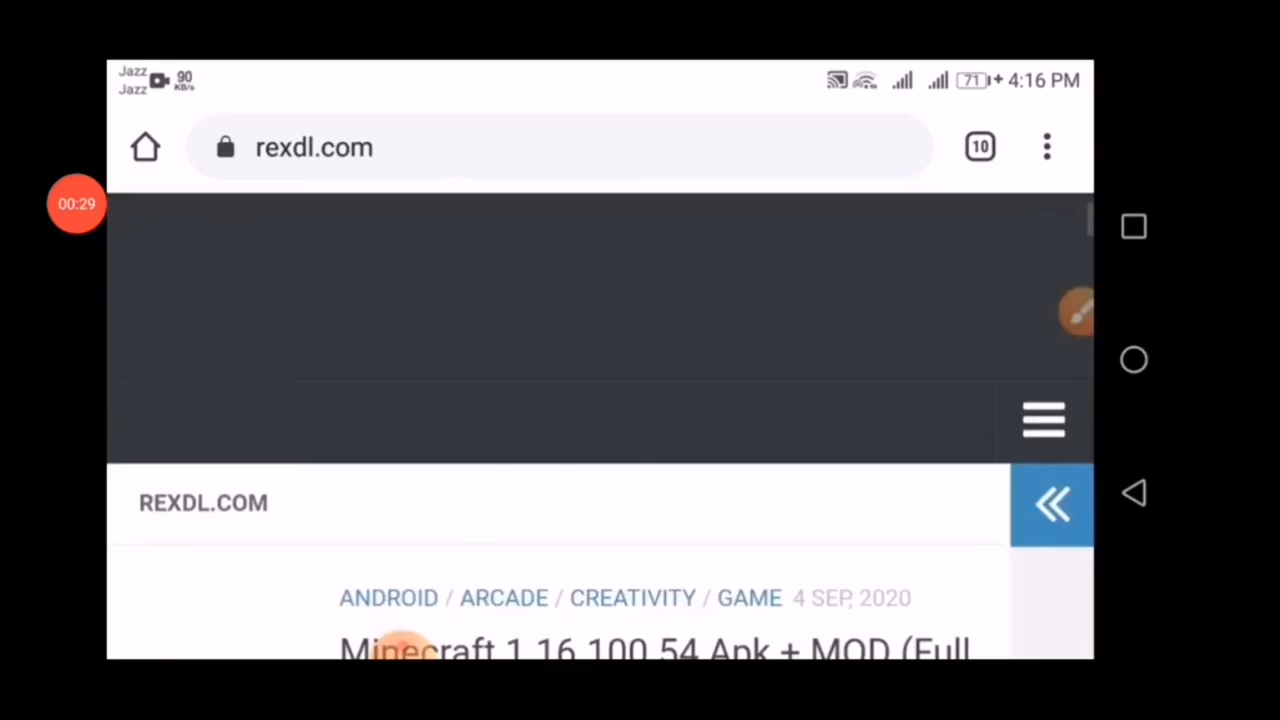 Jazz
Jazz
90
KB/s
71
4:16 PM
rexdl.com
10
00:29
REXDL.COM
ANDROID / ARCADE / CREATIVITY / GAME 4 SEP, 2020
Minecraft 1.16.100.54 Apk + MOD (Full